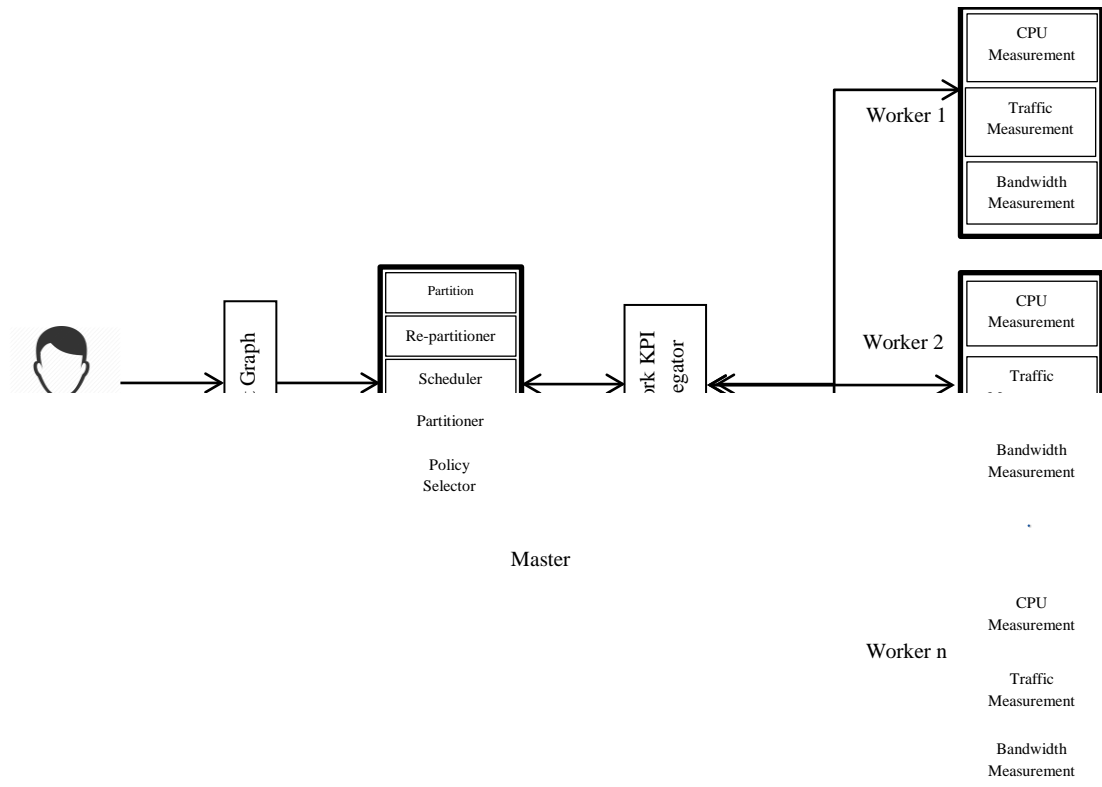 CPU
Measurement
Traffic
Measurement
Bandwidth
Measurement
Worker 1
Partition
Re-partitioner
Scheduler
Partitioner
Policy
Selector
Graph
KPI
Worker 2
CPU
Measurement
Traffic
Bandwidth
Measurement
Master
Worker n
CPU
Measurement
Traffic
Measurement
Bandwidth
Measurement